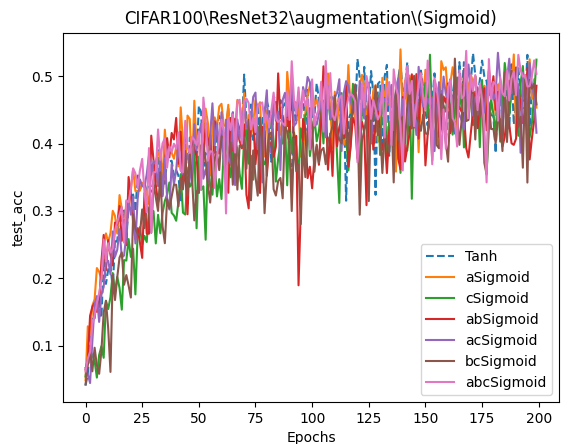 CIFAR100\ResNet32\augmentation\(Sigmoid)
0.5
0.4
0.3
0.2
0.1
test_acc
0 25 50 75 100 125 150 175 200
Epochs
Tanh
aSigmoid
cSigmoid
abSigmoid
acSigmoid
bcSigmoid
abcSigmoid